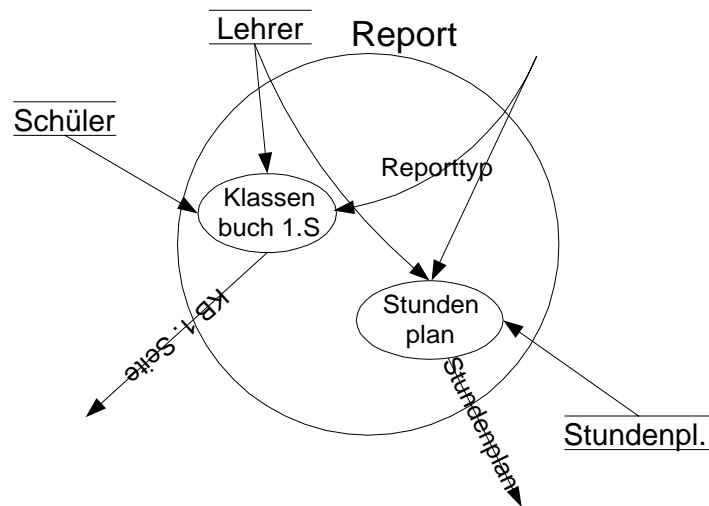 Lehrer
Report
Schüler
Reporttyp
Klassen
buch 1.S
KB 1. Seite
Stunden
plan
Stundenplan
Stundenpl.